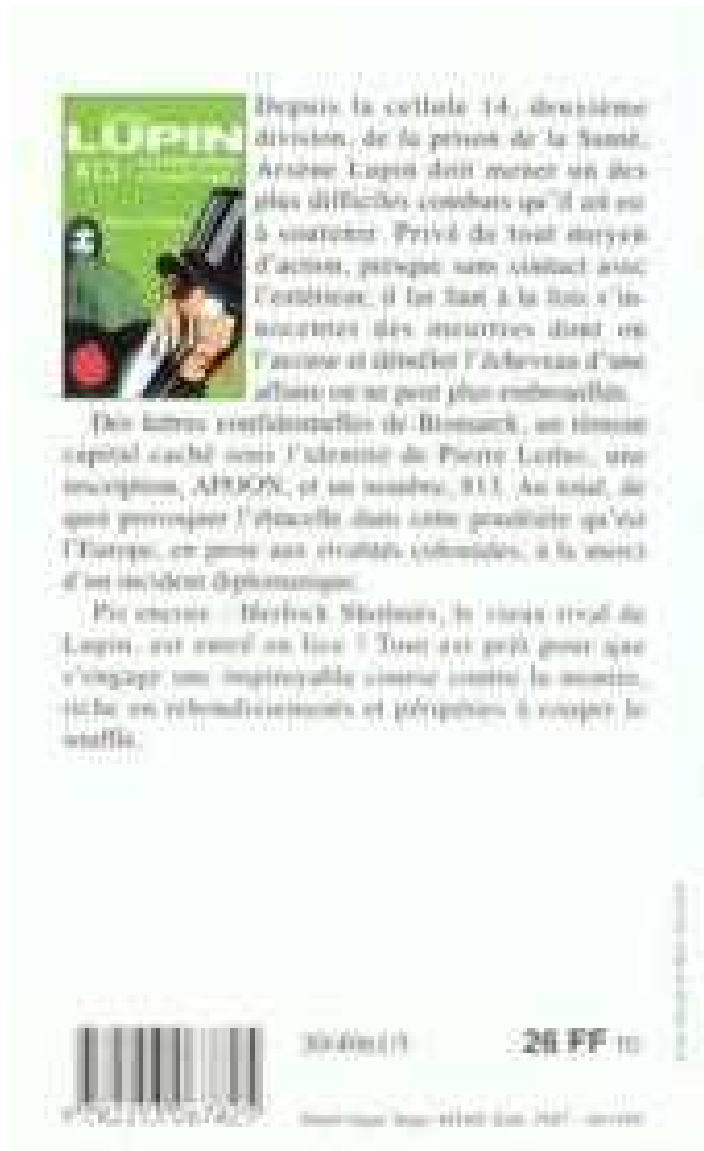 LUPIN
813
Depuis la cellule 14, deuxième
division, de la prison de la Santé,
Arsène Lupin doit mener un des
plus difficiles combats qu'il ait eu
à soutenir. Privé de tout moyen
d'action, presque sans contact avec
l'extérieur, il lui faut à la fois s'in-
nocenter des meurtres dont on
l'accuse et démêler l'écheveau d'une
affaire on ne peut plus embrouillée.
Des lettres confidentielles de Bismarck, un témoin
capital caché sous l'identité de Pierre Leduc, une
inscription, APOON, et un nombre, 813. Au total, de
quoi provoquer l'étincelle dans cette poudrière qu'est
l'Europe, en proie aux rivalités coloniales, à la merci
d'un incident diplomatique.
Pis encore : Herlock Sholmès, le vieux rival de
Lupin, est entré en lice ! Tout est prêt pour que
s'engage une impitoyable course contre la montre,
riche en rebondissements et péripéties à couper le
souffle.
26 FF TTC